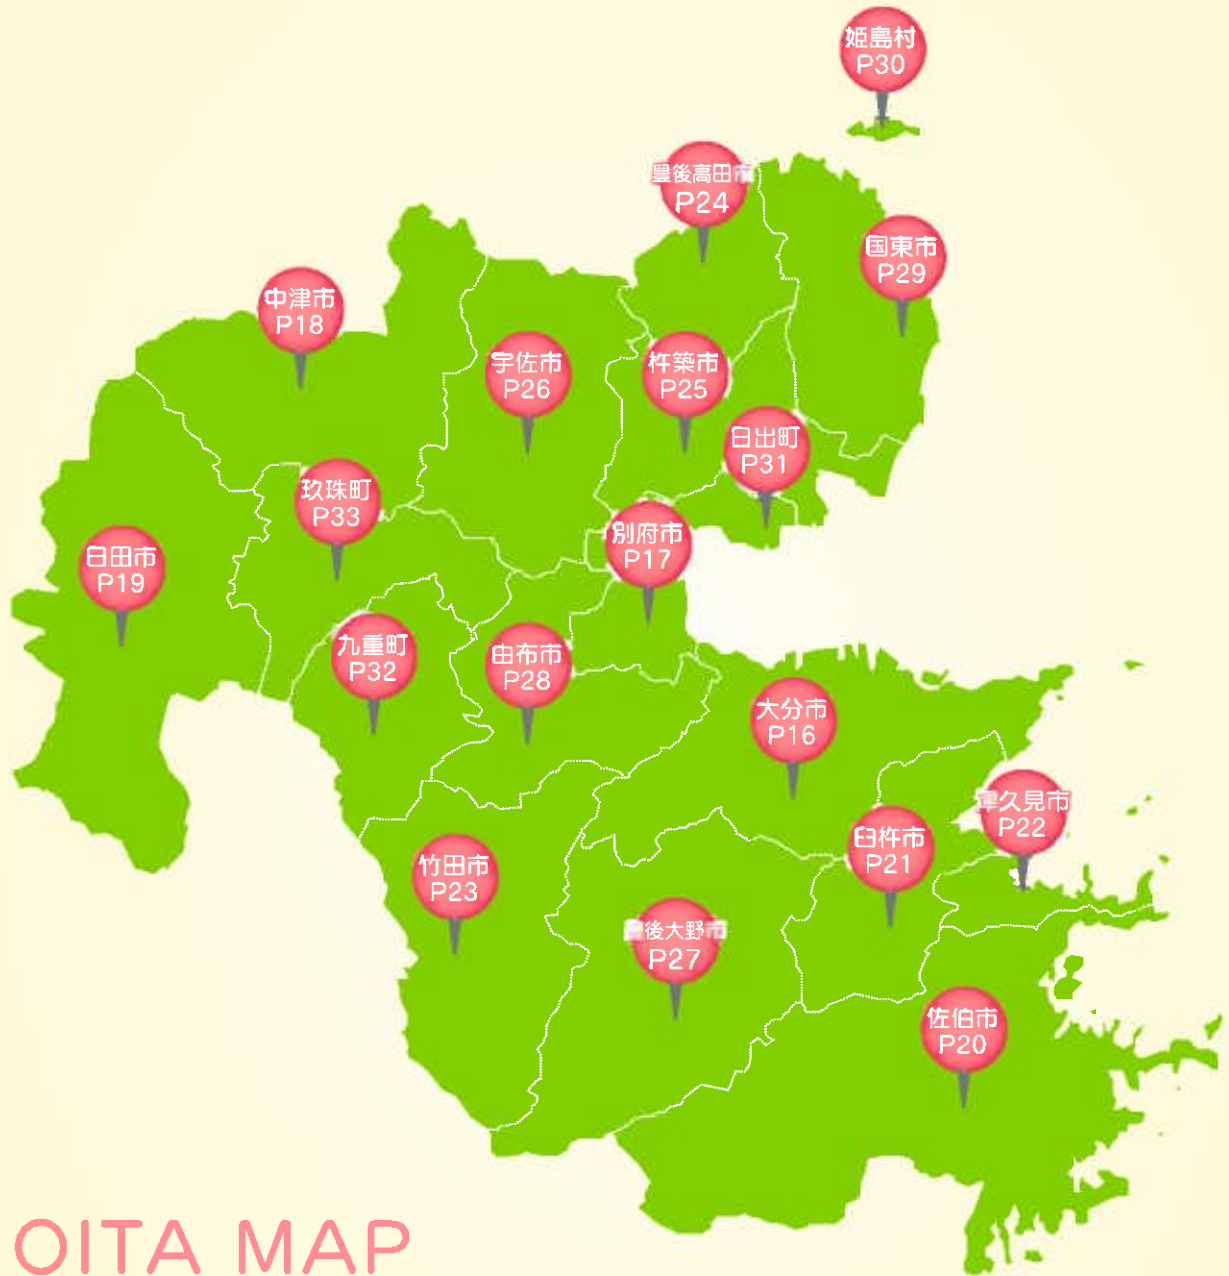 姫島村
P30
豊後高田市
P24
国東市
P29
中津市
P18
宇佐市
P26
杵築市
P25
日出町
P31
玖珠町
P33
別府市
P17
日田市
P19
九重町
P32
由布市
P28
大分市
P16
津久見市
P22
臼杵市
P21
竹田市
P23
豊後大野市
P27
佐伯市
P20
OITA MAP